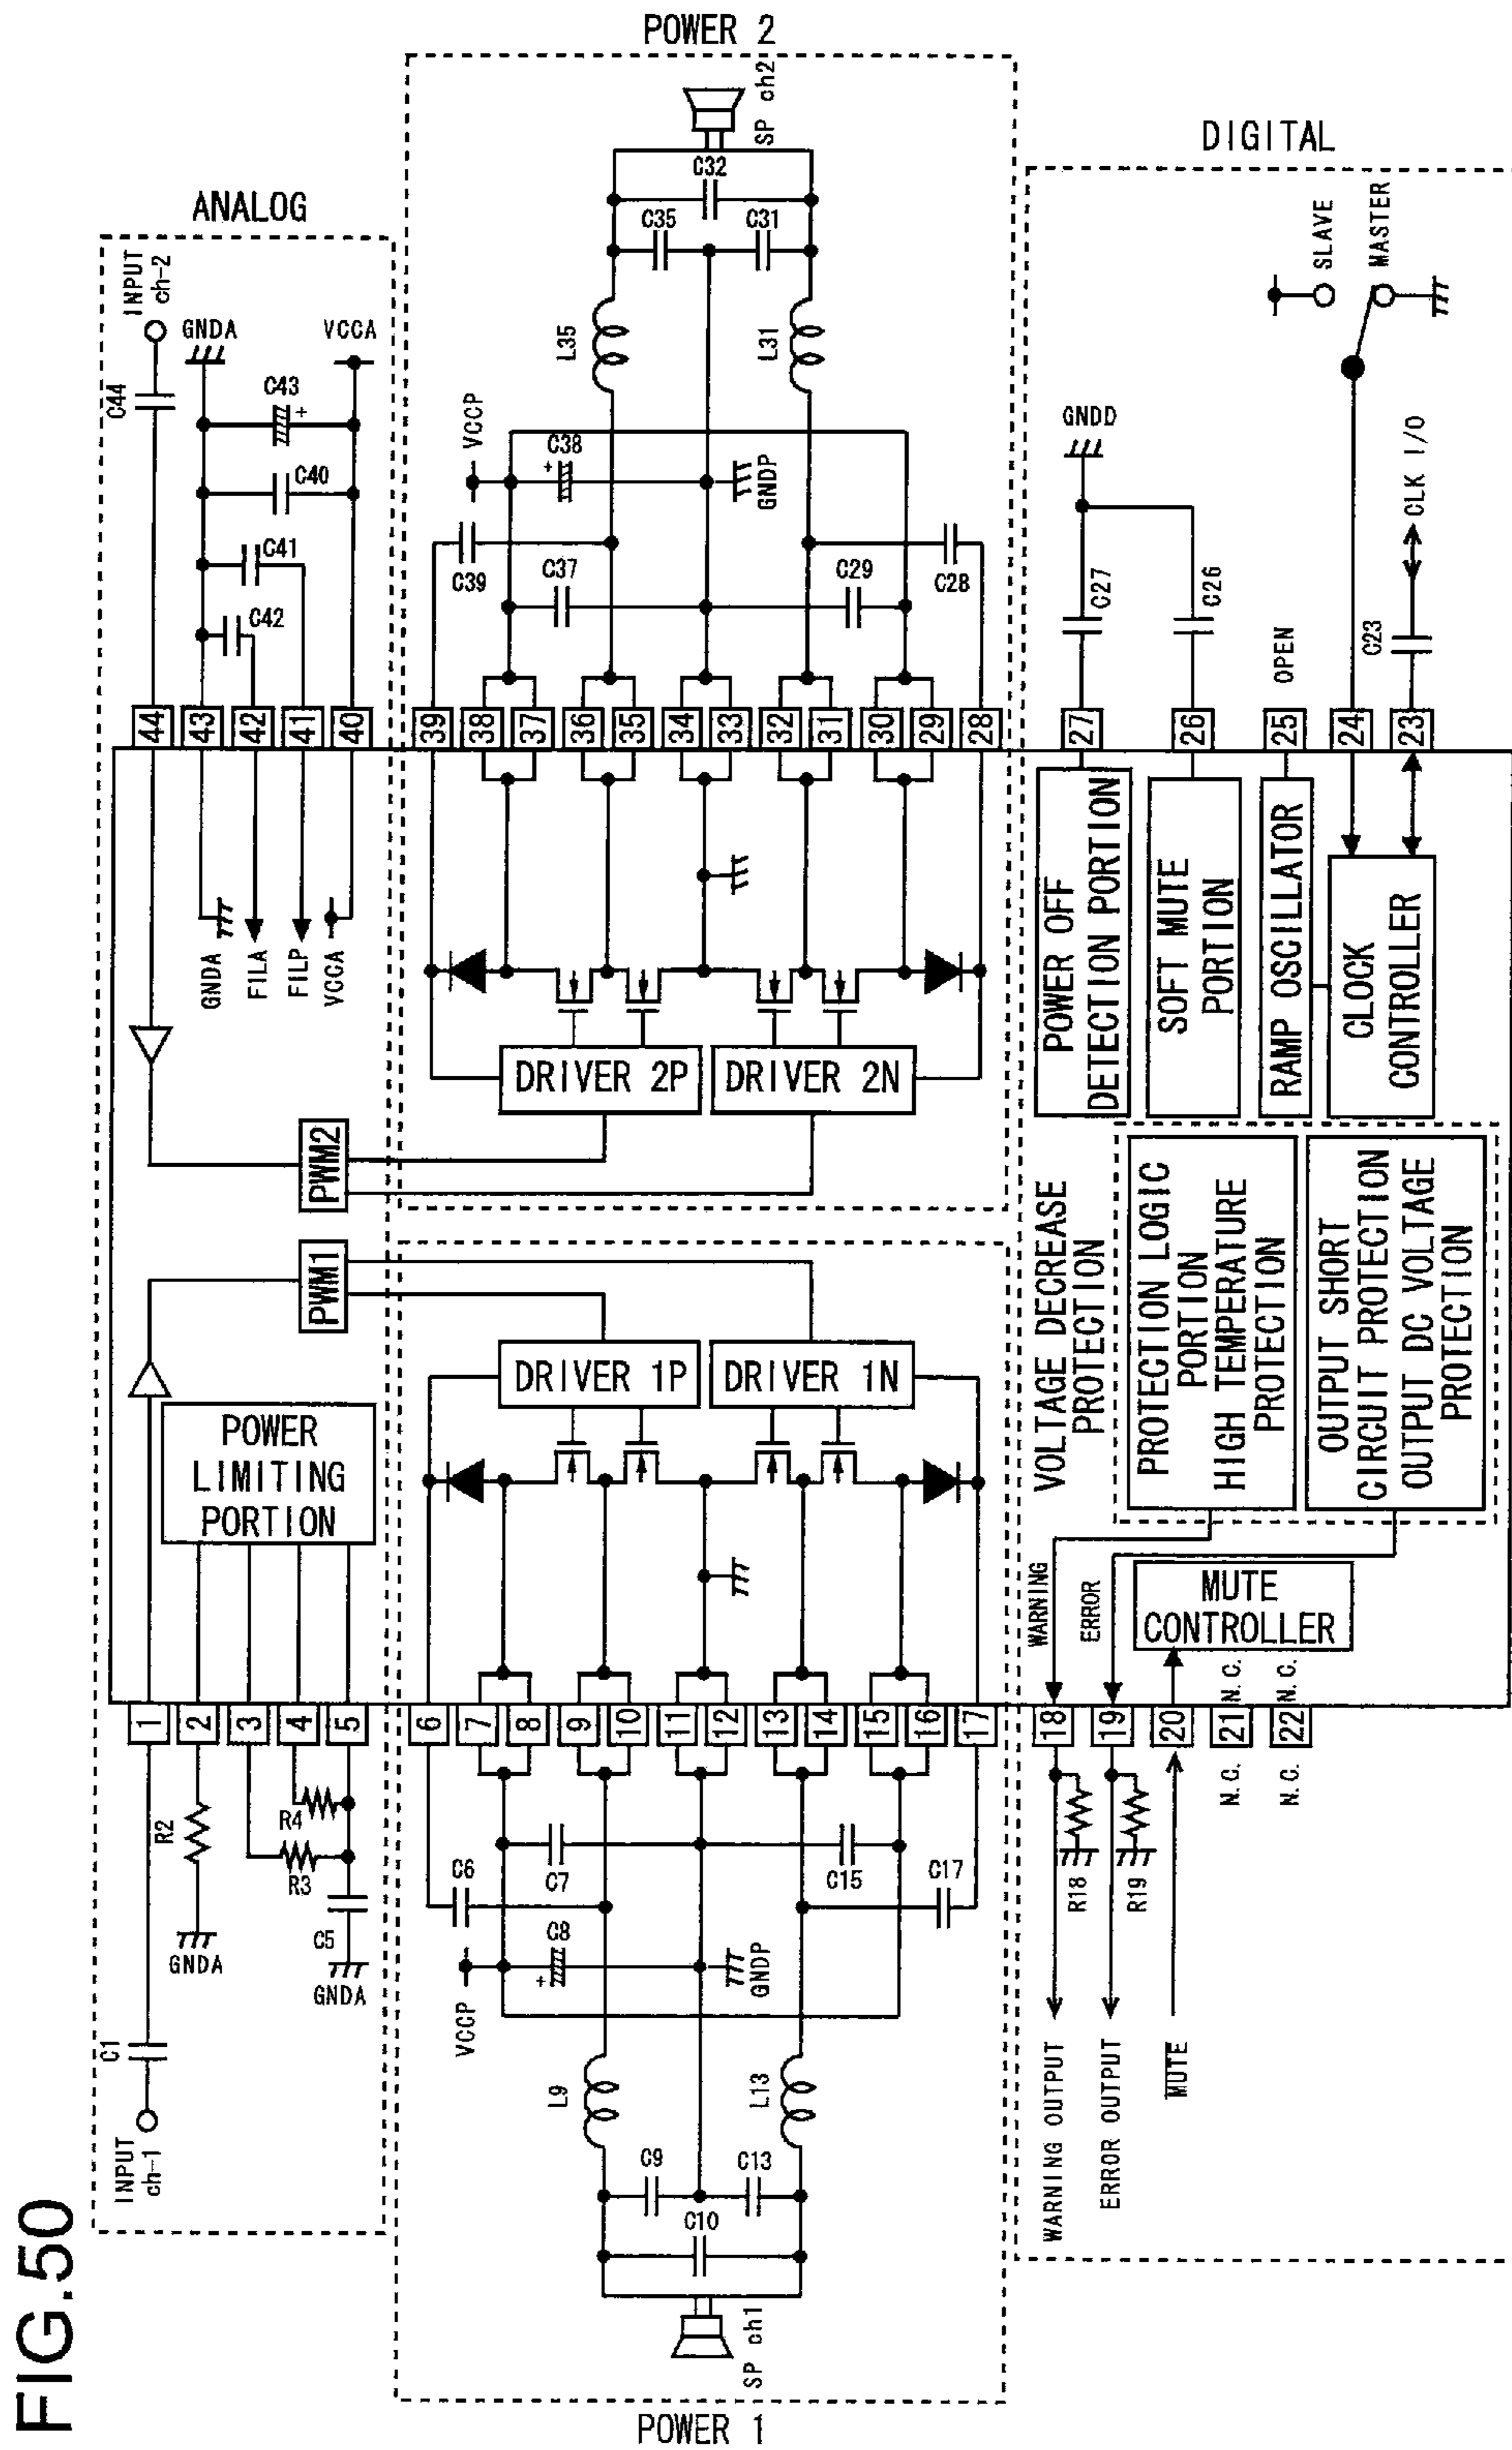 FIG.50
POWER 2
ANALOG
DIGITAL
INPUT
ch-2
C44
GNDA
C43
+
VCCA
C40
C41
C42
44
43
42
41
40
GNDA
FILA
FILP
VCCA
PWM2
PWM1
POWER
LIMITING
PORTION
1
2
3
4
5
R2
GNDA
R4
R3
C5
GNDA
C1
INPUT
ch-1
SP ch2
C32
C35
C31
L35
L31
VCCP
+
C38
GNDP
C39
C37
C29
C28
39
38
37
36
35
34
33
32
31
30
29
28
DRIVER 2P
DRIVER 2N
DRIVER 1P
DRIVER 1N
6
7
8
9
10
11
12
13
14
15
16
17
C6
C7
C15
C17
VCCP
+
C8
GNDP
L9
L13
C9
C13
C10
SP ch1
POWER 1
SLAVE
MASTER
GNDD
CLK I/O
C27
C26
OPEN
C23
27
26
25
24
23
POWER OFF
DETECTION PORTION
SOFT MUTE
PORTION
RAMP OSCILLATOR
CLOCK
CONTROLLER
VOLTAGE DECREASE
PROTECTION
PROTECTION LOGIC
PORTION
HIGH TEMPERATURE
PROTECTION
OUTPUT SHORT
CIRCUIT PROTECTION
OUTPUT DC VOLTAGE
PROTECTION
WARNING
ERROR
MUTE
CONTROLLER
18
19
20
21 N.C.
22 N.C.
N.C.
N.C.
R18
R19
WARNING OUTPUT
ERROR OUTPUT
MUTE